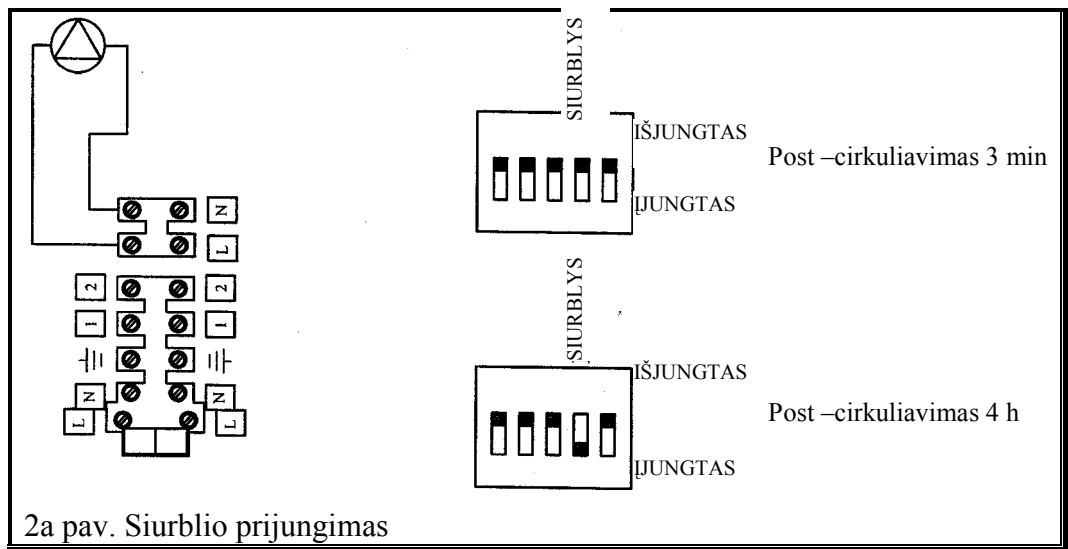 SIURBLYS
IŠJUNGTAS
Post –cirkuliavimas 3 min
ĮJUNGTAS
N
L
2 2
1 1
N N
L L
SIURBLYS
IŠJUNGTAS
Post –cirkuliavimas 4 h
ĮJUNGTAS
2a pav. Siurblio prijungimas